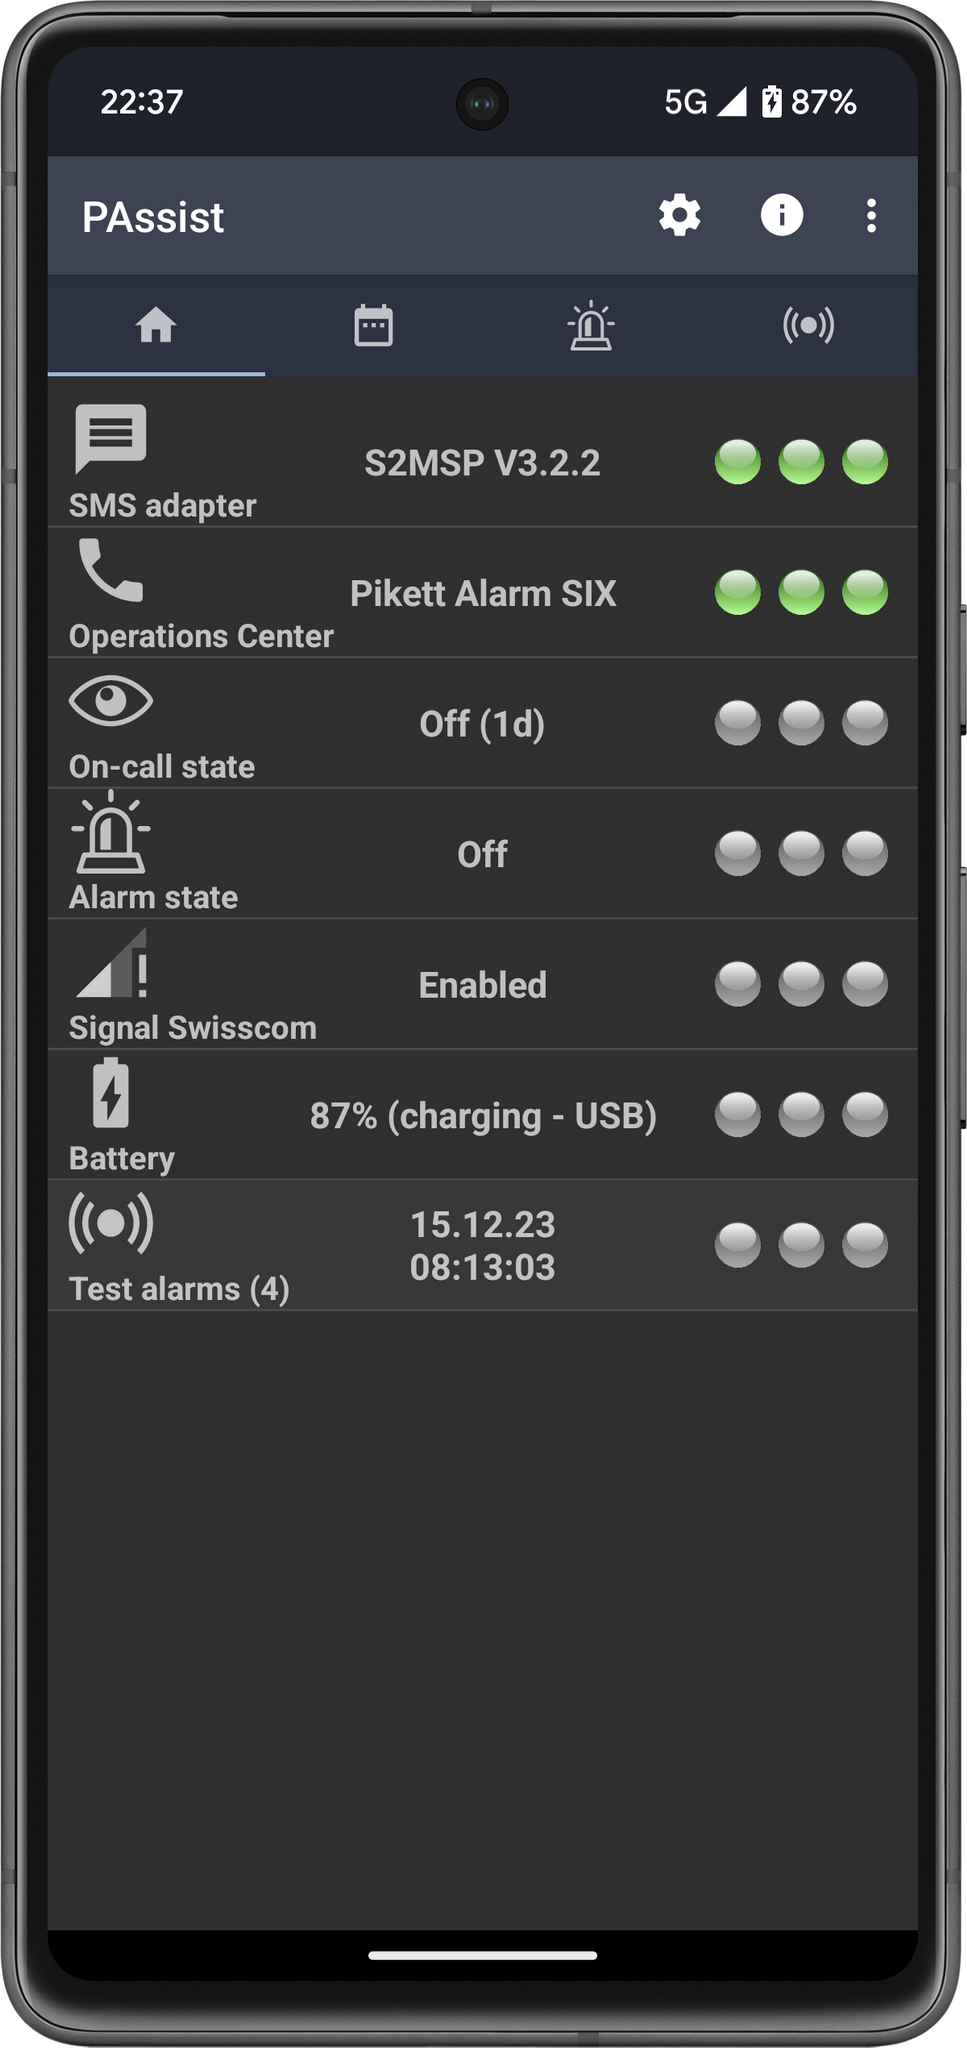 22:37
5G 87%
PAssist
S2MSP V3.2.2
SMS adapter
Pikett Alarm SIX
Operations Center
Off (1d)
On-call state
Off
Alarm state
Enabled
Signal Swisscom
87% (charging - USB)
Battery
15.12.23
08:13:03
Test alarms (4)